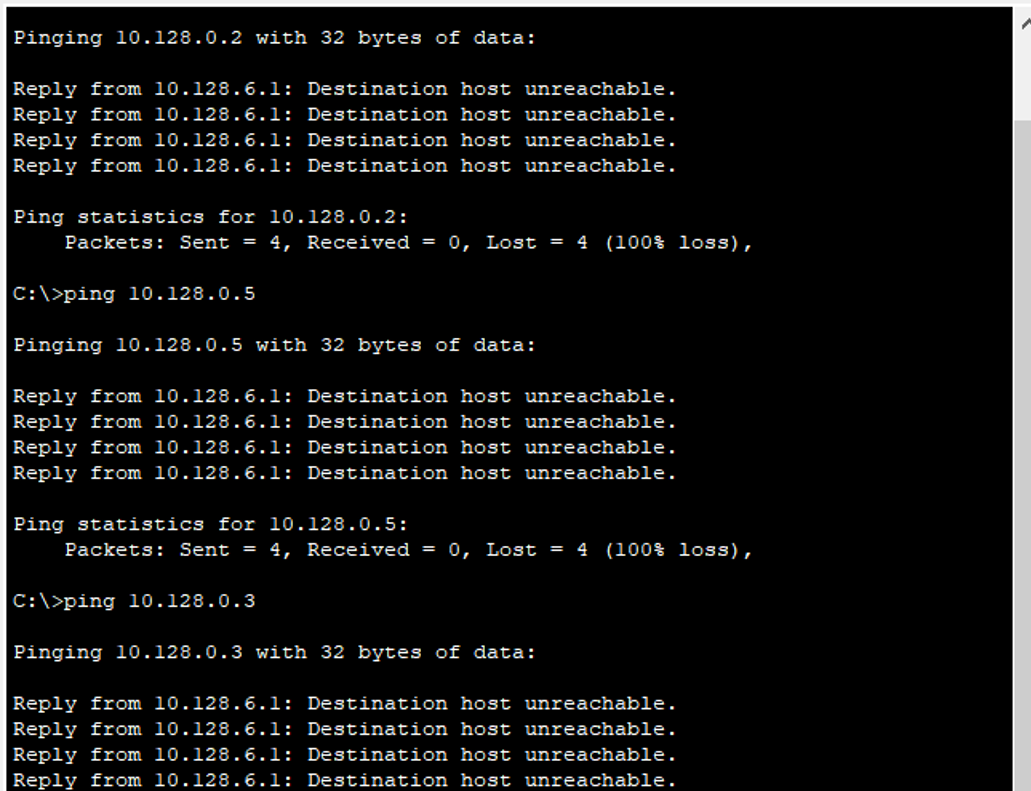 Pinging 10.128.0.2 with 32 bytes of data:
Reply from 10.128.6.1: Destination host unreachable.
Reply from 10.128.6.1: Destination host unreachable.
Reply from 10.128.6.1: Destination host unreachable.
Reply from 10.128.6.1: Destination host unreachable.
Ping statistics for 10.128.0.2:
    Packets: Sent = 4, Received = 0, Lost = 4 (100% loss),
C:\>ping 10.128.0.5
Pinging 10.128.0.5 with 32 bytes of data:
Reply from 10.128.6.1: Destination host unreachable.
Reply from 10.128.6.1: Destination host unreachable.
Reply from 10.128.6.1: Destination host unreachable.
Reply from 10.128.6.1: Destination host unreachable.
Ping statistics for 10.128.0.5:
    Packets: Sent = 4, Received = 0, Lost = 4 (100% loss),
C:\>ping 10.128.0.3
Pinging 10.128.0.3 with 32 bytes of data:
Reply from 10.128.6.1: Destination host unreachable.
Reply from 10.128.6.1: Destination host unreachable.
Reply from 10.128.6.1: Destination host unreachable.
Reply from 10.128.6.1: Destination host unreachable.